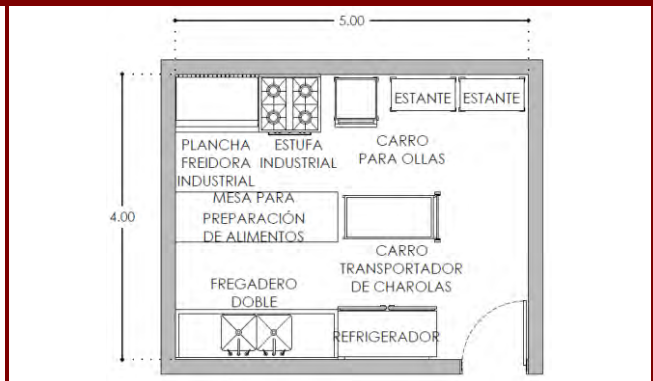 5.00
ESTANTE ESTANTE
PLANCHA
FREIDORA
INDUSTRIAL
ESTUFA
INDUSTRIAL
CARRO
PARA OLLAS
4.00
MESA PARA
PREPARACIÓN
DE ALIMENTOS
CARRO
TRANSPORTADOR
DE CHAROLAS
FREGADERO
DOBLE
REFRIGERADOR